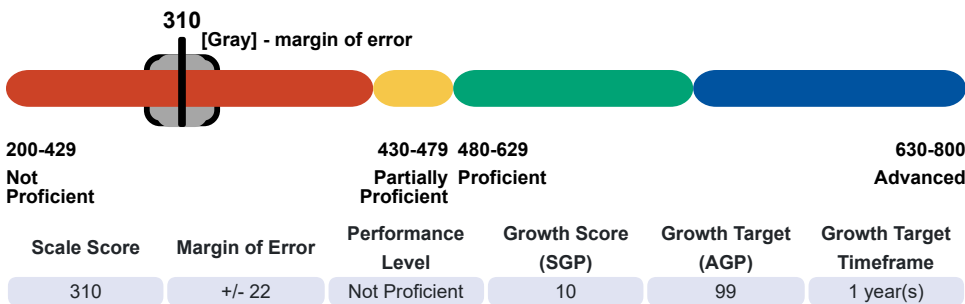 310
[Gray] - margin of error
200-429 430-479 480-629 630-800
Not Partially Proficient Advanced
Proficient Proficient
Scale Score Margin of Error Performance Level Growth Score (SGP) Growth Target (AGP) Growth Target Timeframe
310 +/- 22 Not Proficient 10 99 1 year(s)